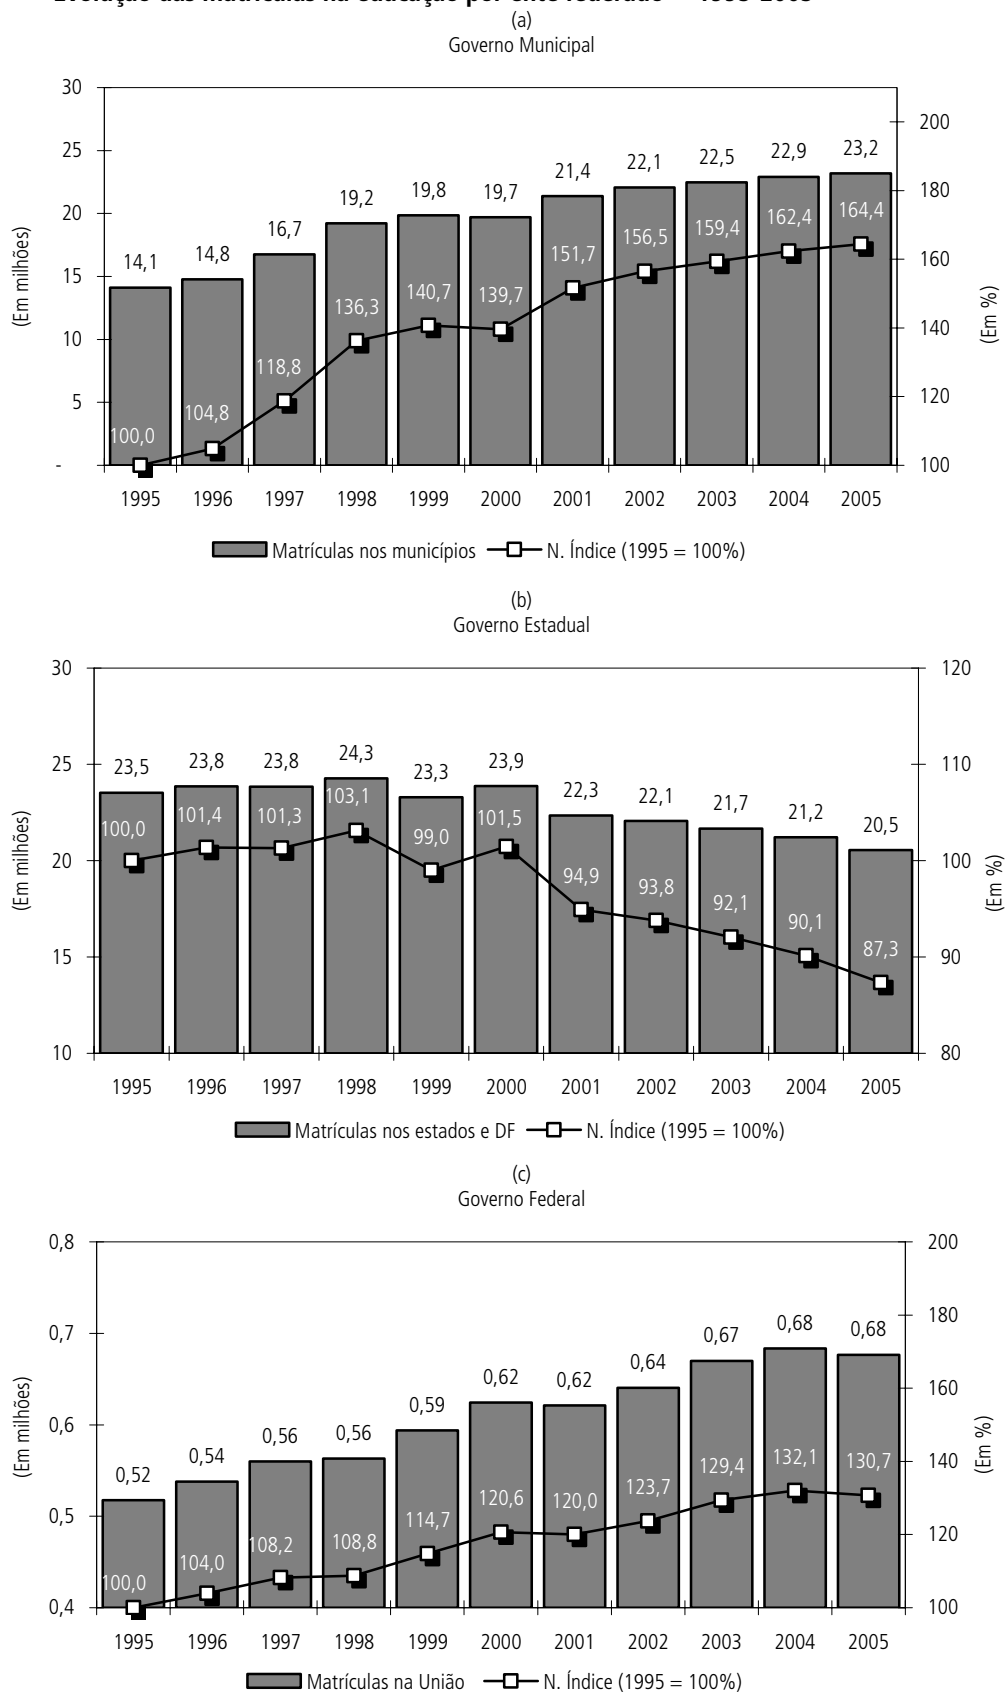 (a)
Governo Municipal
30
25
20
15
10
5
-
(Em milhões)
200
180
160
140
120
100
(Em %)
14,1 14,8 16,7 19,2 19,8 19,7 21,4 22,1 22,5 22,9 23,2
100,0 104,8 118,8 136,3 140,7 139,7 151,7 156,5 159,4 162,4 164,4
1995 1996 1997 1998 1999 2000 2001 2002 2003 2004 2005
Matrículas nos municípios N. Índice (1995 = 100%)
(b)
Governo Estadual
30
25
20
15
10
(Em milhões)
120
110
100
90
80
(Em %)
23,5 23,8 23,8 24,3 23,3 23,9 22,3 22,1 21,7 21,2 20,5
100,0 101,4 101,3 103,1 99,0 101,5 94,9 93,8 92,1 90,1 87,3
1995 1996 1997 1998 1999 2000 2001 2002 2003 2004 2005
Matrículas nos estados e DF N. Índice (1995 = 100%)
(c)
Governo Federal
0,8
0,7
0,6
0,5
0,4
(Em milhões)
200
180
160
140
120
100
(Em %)
0,52 0,54 0,56 0,56 0,59 0,62 0,62 0,64 0,67 0,68 0,68
100,0 104,0 108,2 108,8 114,7 120,6 120,0 123,7 129,4 132,1 130,7
1995 1996 1997 1998 1999 2000 2001 2002 2003 2004 2005
Matrículas na União N. Índice (1995 = 100%)